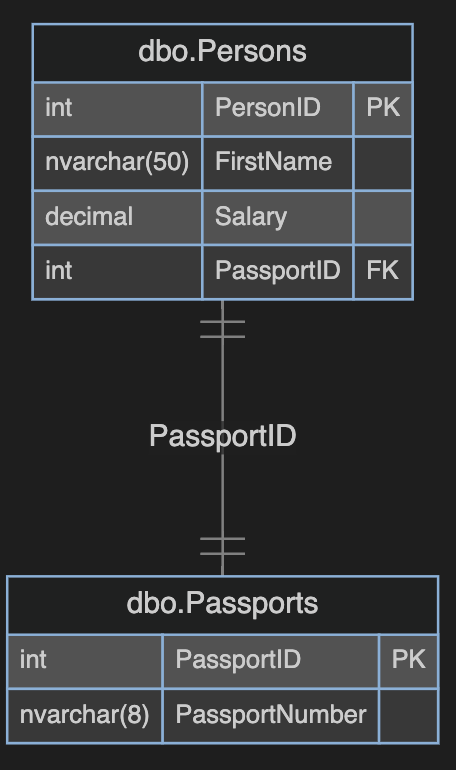 dbo.Persons
int PersonID PK
nvarchar(50) FirstName
decimal Salary
int PassportID FK
PassportID
dbo.Passports
int PassportID PK
nvarchar(8) PassportNumber